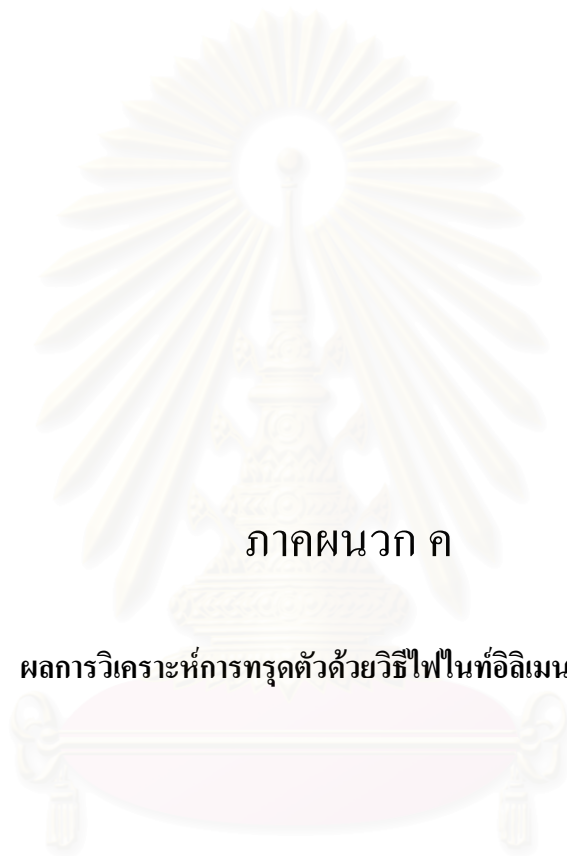 ภาคผนวก ค
ผลการวิเคราะห์การทรุดตัวด้วยวิธีไฟไนท์อิลิเมน